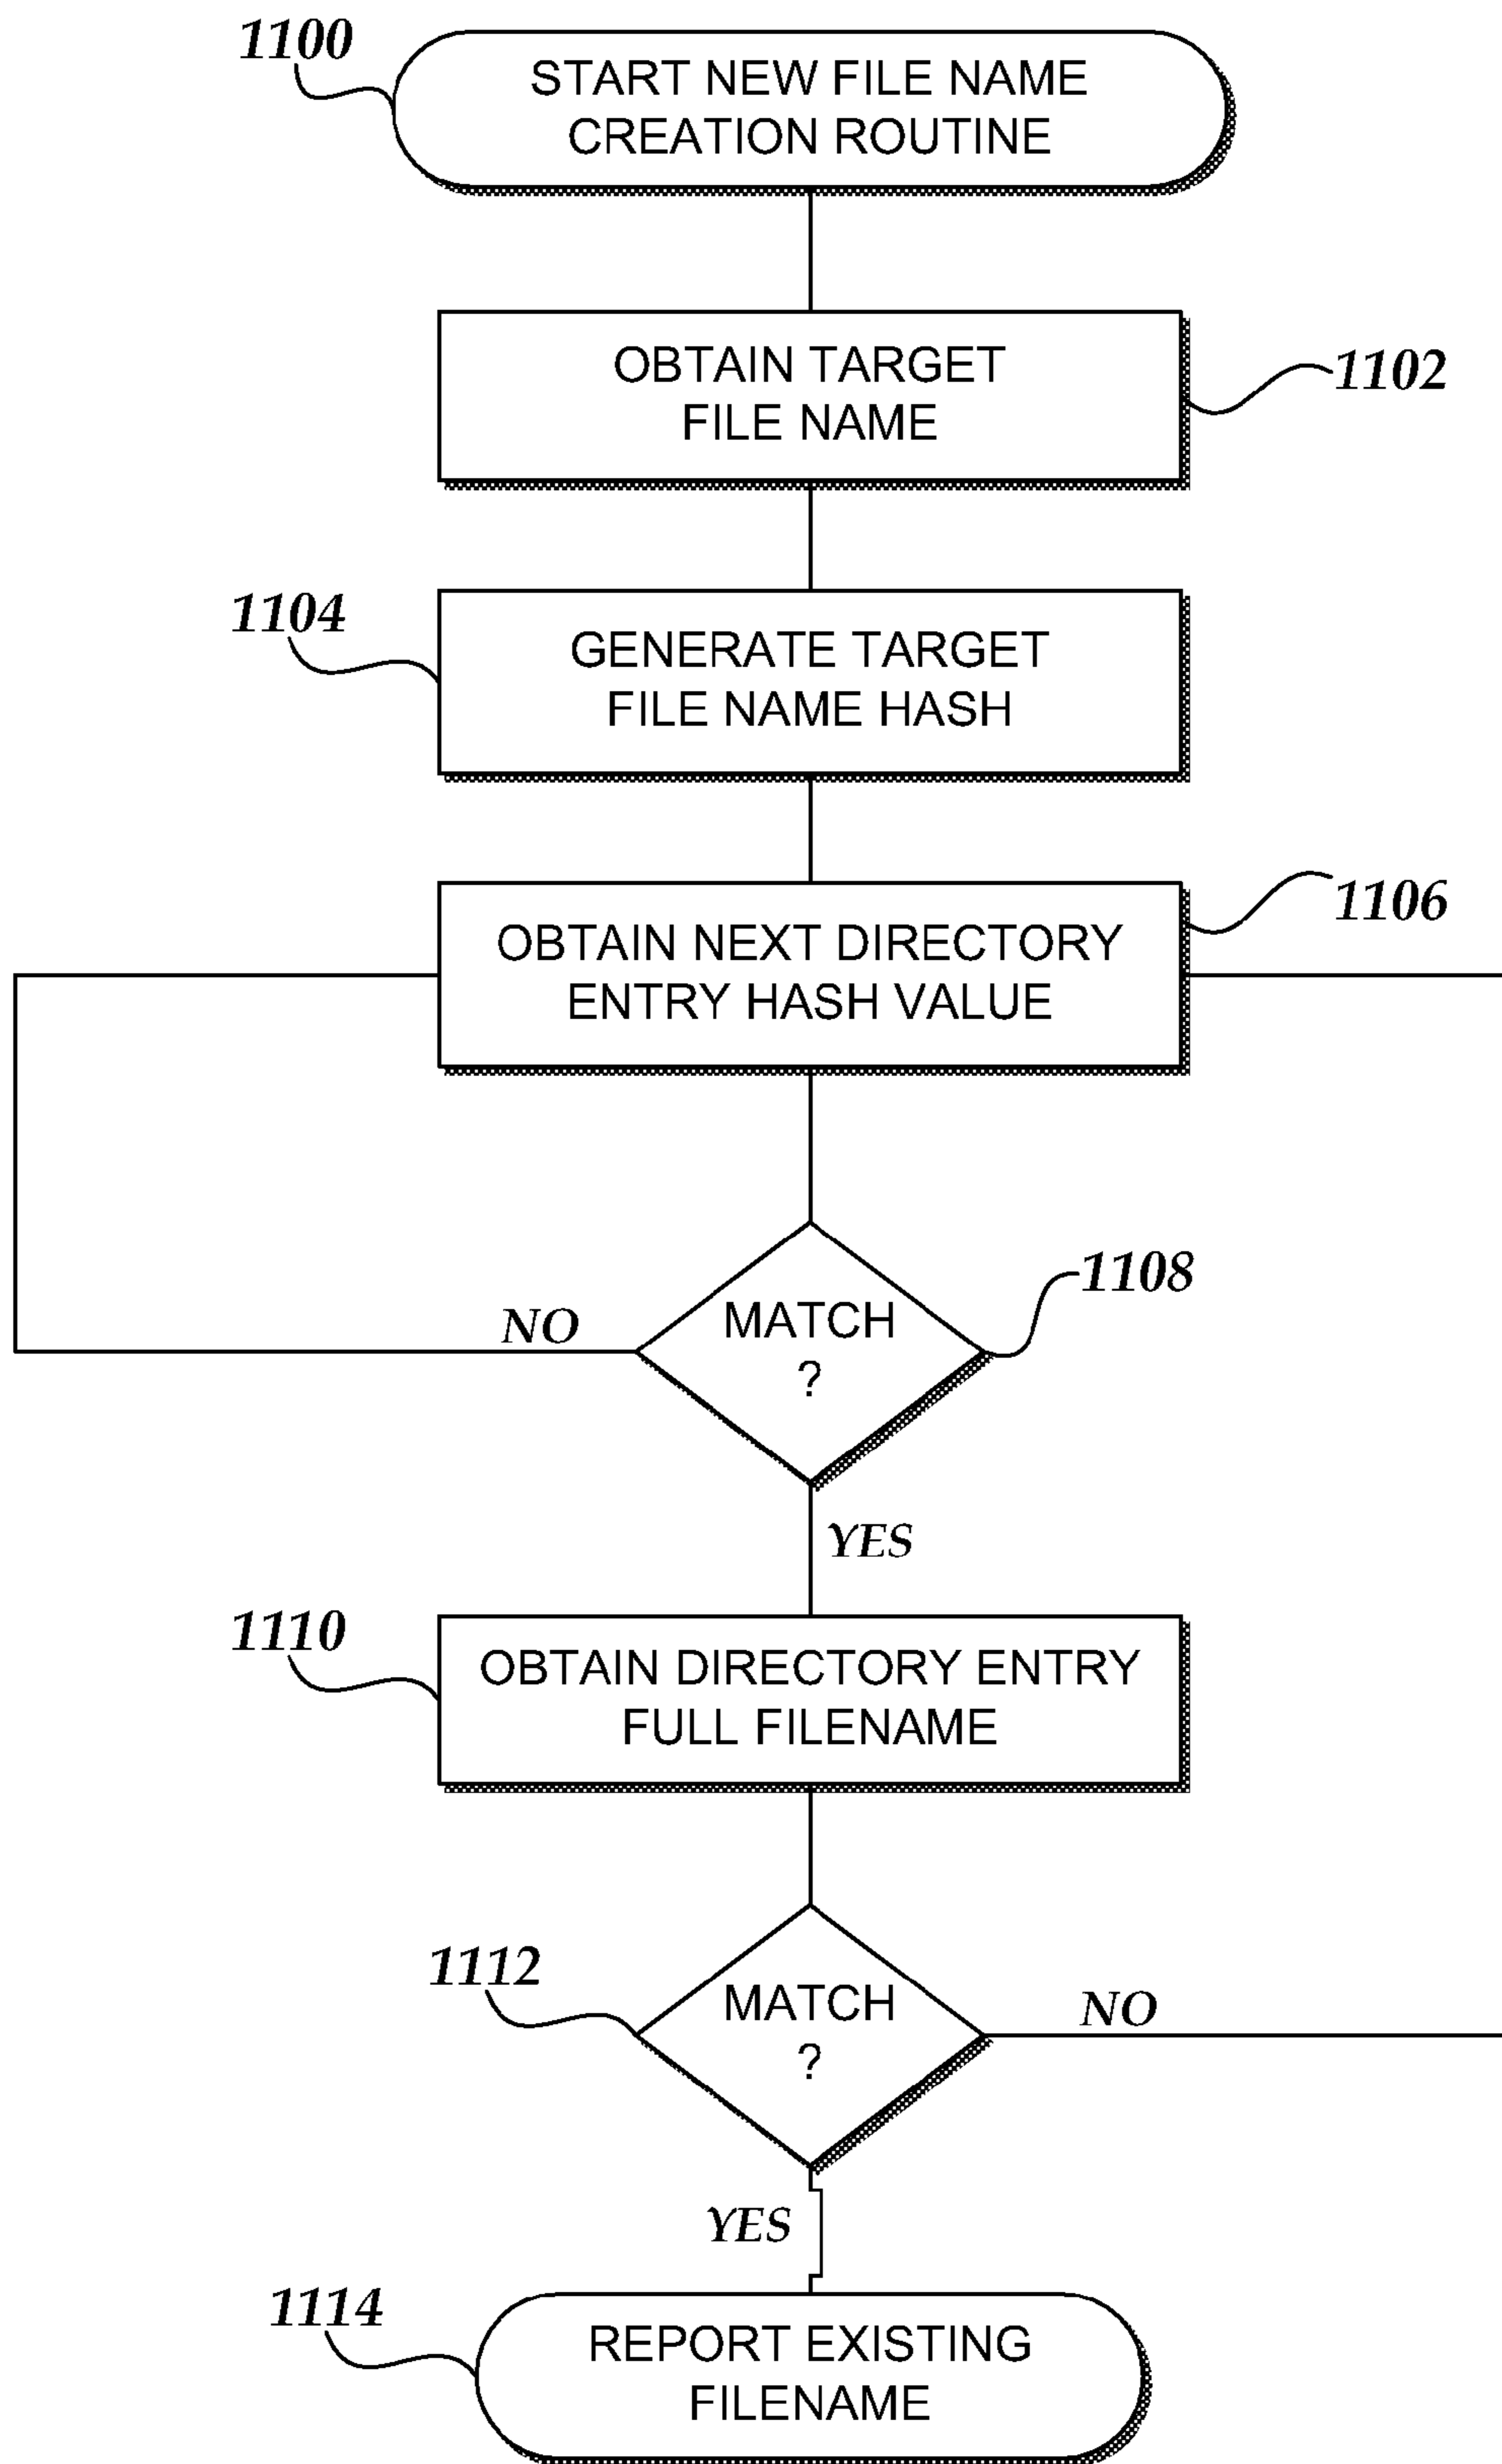 1100
START NEW FILE NAME
CREATION ROUTINE
OBTAIN TARGET
FILE NAME
1102
1104
GENERATE TARGET
FILE NAME HASH
1106
OBTAIN NEXT DIRECTORY
ENTRY HASH VALUE
1108
MATCH
?
NO
YES
1110
OBTAIN DIRECTORY ENTRY
FULL FILENAME
1112
MATCH
?
NO
YES
1114
REPORT EXISTING
FILENAME